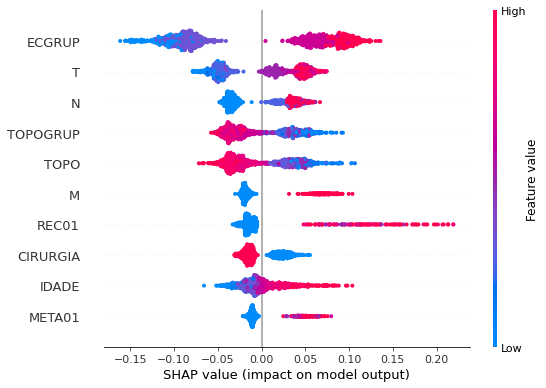 High
ECGRUP
T
N
TOPOGRUP
TOPO
M
REC01
CIRURGIA
IDADE
META01
Feature value
Low
−0.15 −0.10 −0.05 0.00 0.05 0.10 0.15 0.20
SHAP value (impact on model output)